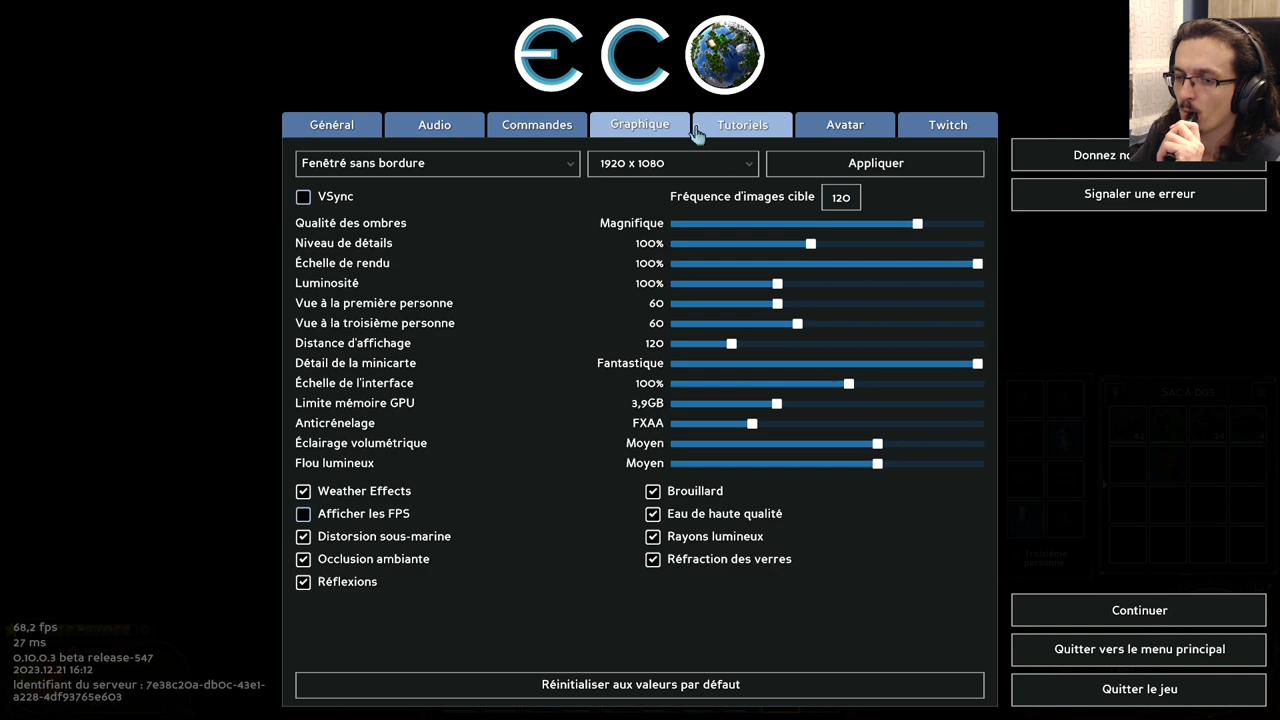 ECO
Général Audio Commandes Graphique Tutoriels Avatar Twitch
Fenêtré sans bordure 1920 x 1080 Appliquer
Donnez
Signaler une erreur
VSync Fréquence d'images cible 120
Qualité des ombres Magnifique
Niveau de détails 100%
Échelle de rendu 100%
Luminosité 100%
Vue à la première personne 60
Vue à la troisième personne 60
Distance d'affichage 120
Détail de la minicarte Fantastique
Échelle de l'interface 100%
Limite mémoire GPU 3,9GB
Anticrénelage FXAA
Éclairage volumétrique Moyen
Flou lumineux Moyen
Weather Effects Brouillard
Afficher les FPS Eau de haute qualité
Distorsion sous-marine Rayons lumineux
Occlusion ambiante Réfraction des verres
Réflexions
SAC À DOS
Troisième
personne
Continuer
Quitter vers le menu principal
Quitter le jeu
68,2 fps
27 ms
0.10.0.3 beta release-547
2023.12.21 16:12
Identifiant du serveur : 7e38c20a-db0c-43e1-
a228-4df93765e603
Réinitialiser aux valeurs par défaut